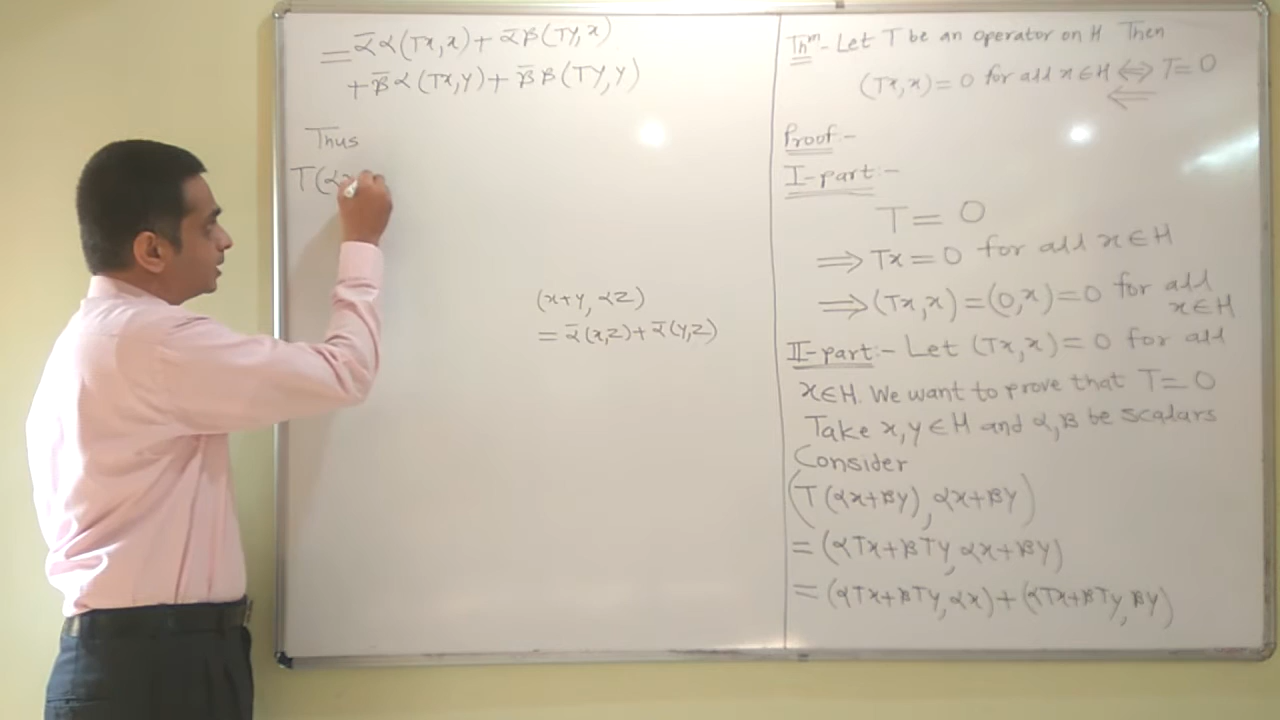 Thm - Let T be an operator on H Then
(Tx,x)=0 for all x∈H ⟺ T=0
⟸
Proof:-
I-part:-
T=0
⟹Tx=0 for all x∈H
⟹(Tx,x)=(0,x)=0 for all
x∈H
II-part:- Let (Tx,x)=0 for all
x∈H. We want to prove that T=0
Take x,y∈H and α,β be scalars
Consider
(T(αx+βy),αx+βy)
=(αTx+βTy,αx+βy)
=(αTx+βTy,αx)+(αTx+βTy,βy)
=ᾱα(Tx,x)+ᾱβ(Ty,x)
+β̄α(Tx,y)+β̄β(Ty,y)
Thus
T(αx
(x+y,αz)
=ᾱ(x,z)+ᾱ(y,z)